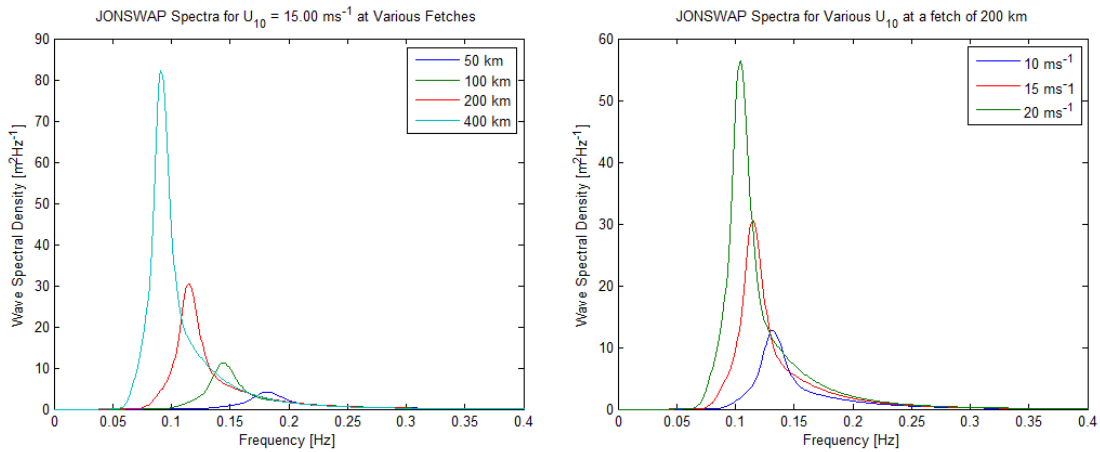 JONSWAP Spectra for U10 = 15.00 ms-1 at Various Fetches
90
80
70
60
50
40
30
20
10
0
Wave Spectral Density [m2Hz-1]
50 km
100 km
200 km
400 km
0 0.05 0.1 0.15 0.2 0.25 0.3 0.35 0.4
Frequency [Hz]
JONSWAP Spectra for Various U10 at a fetch of 200 km
60
50
40
30
20
10
0
Wave Spectral Density [m2Hz-1]
10 ms-1
15 ms-1
20 ms-1
0 0.05 0.1 0.15 0.2 0.25 0.3 0.35 0.4
Frequency [Hz]